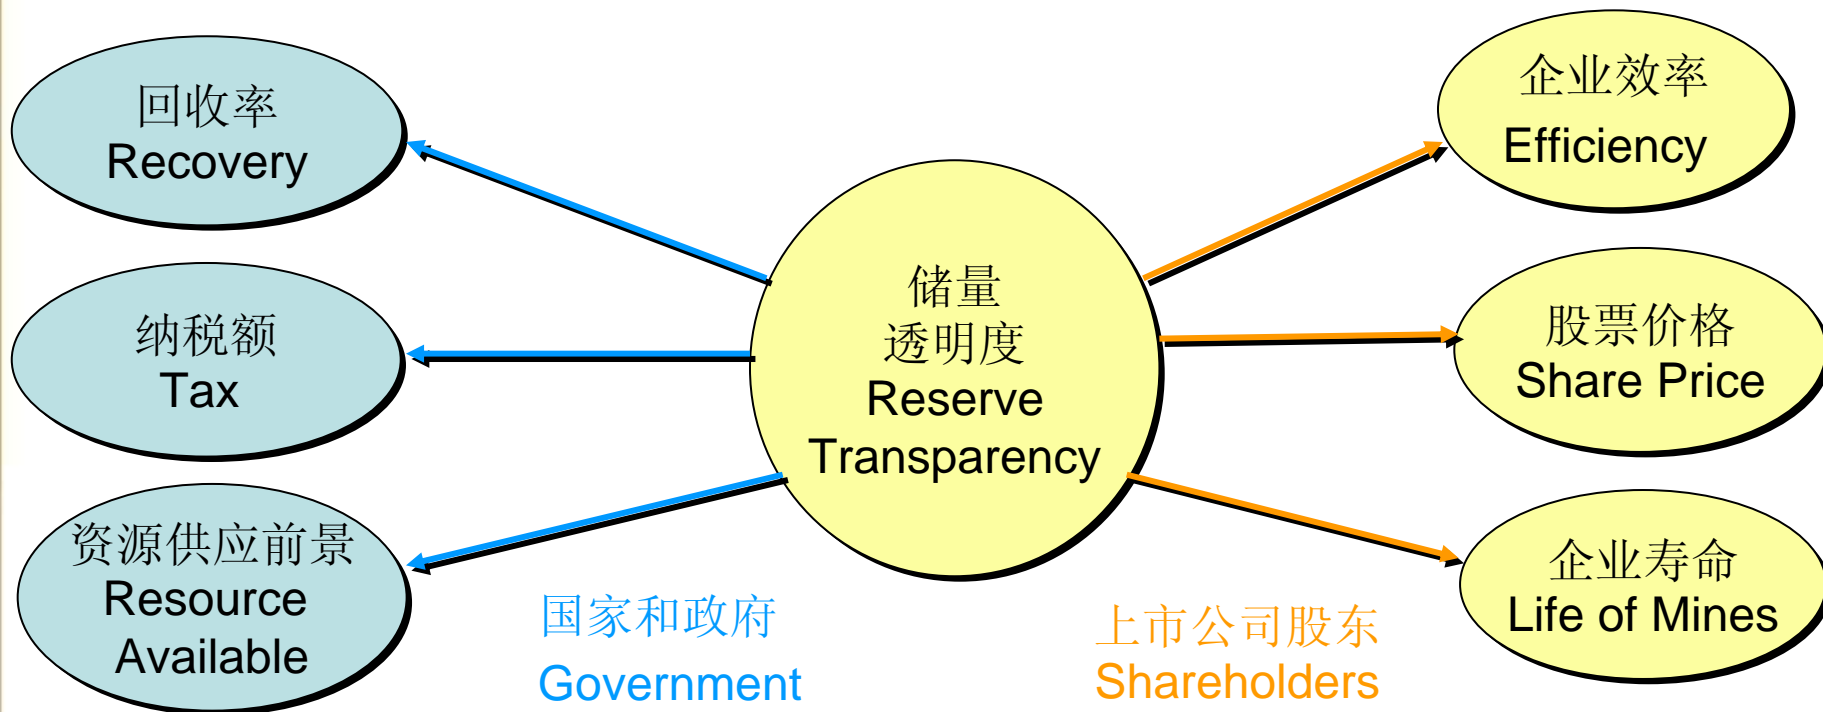 回收率
Recovery
纳税额
Tax
资源供应前景
Resource
Available
国家和政府
Government
储量
透明度
Reserve
Transparency
上市公司股东
Shareholders
企业效率
Efficiency
股票价格
Share Price
企业寿命
Life of Mines